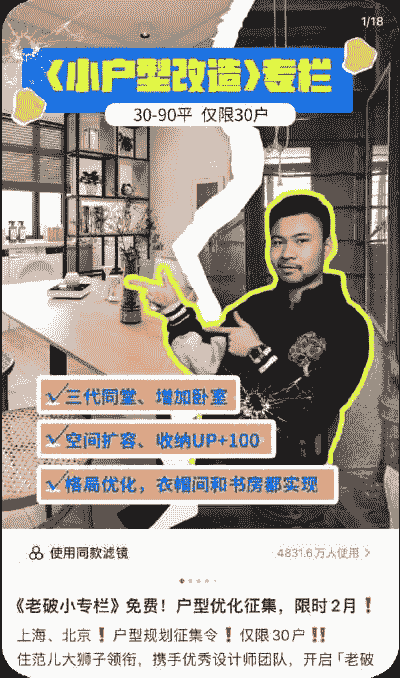 1/18
《小户型改造》专栏
30-90平 仅限30户
✓三代同堂、增加卧室
✓空间扩容、收纳UP+100
✓格局优化，衣帽间和书房都实现
使用同款滤镜
4831.6万人使用 >
《老破小专栏》免费！户型优化征集，限时2月❗
上海、北京❗户型规划征集令❗仅限30户‼️
住范儿大狮子领衔，携手优秀设计师团队，开启「老破